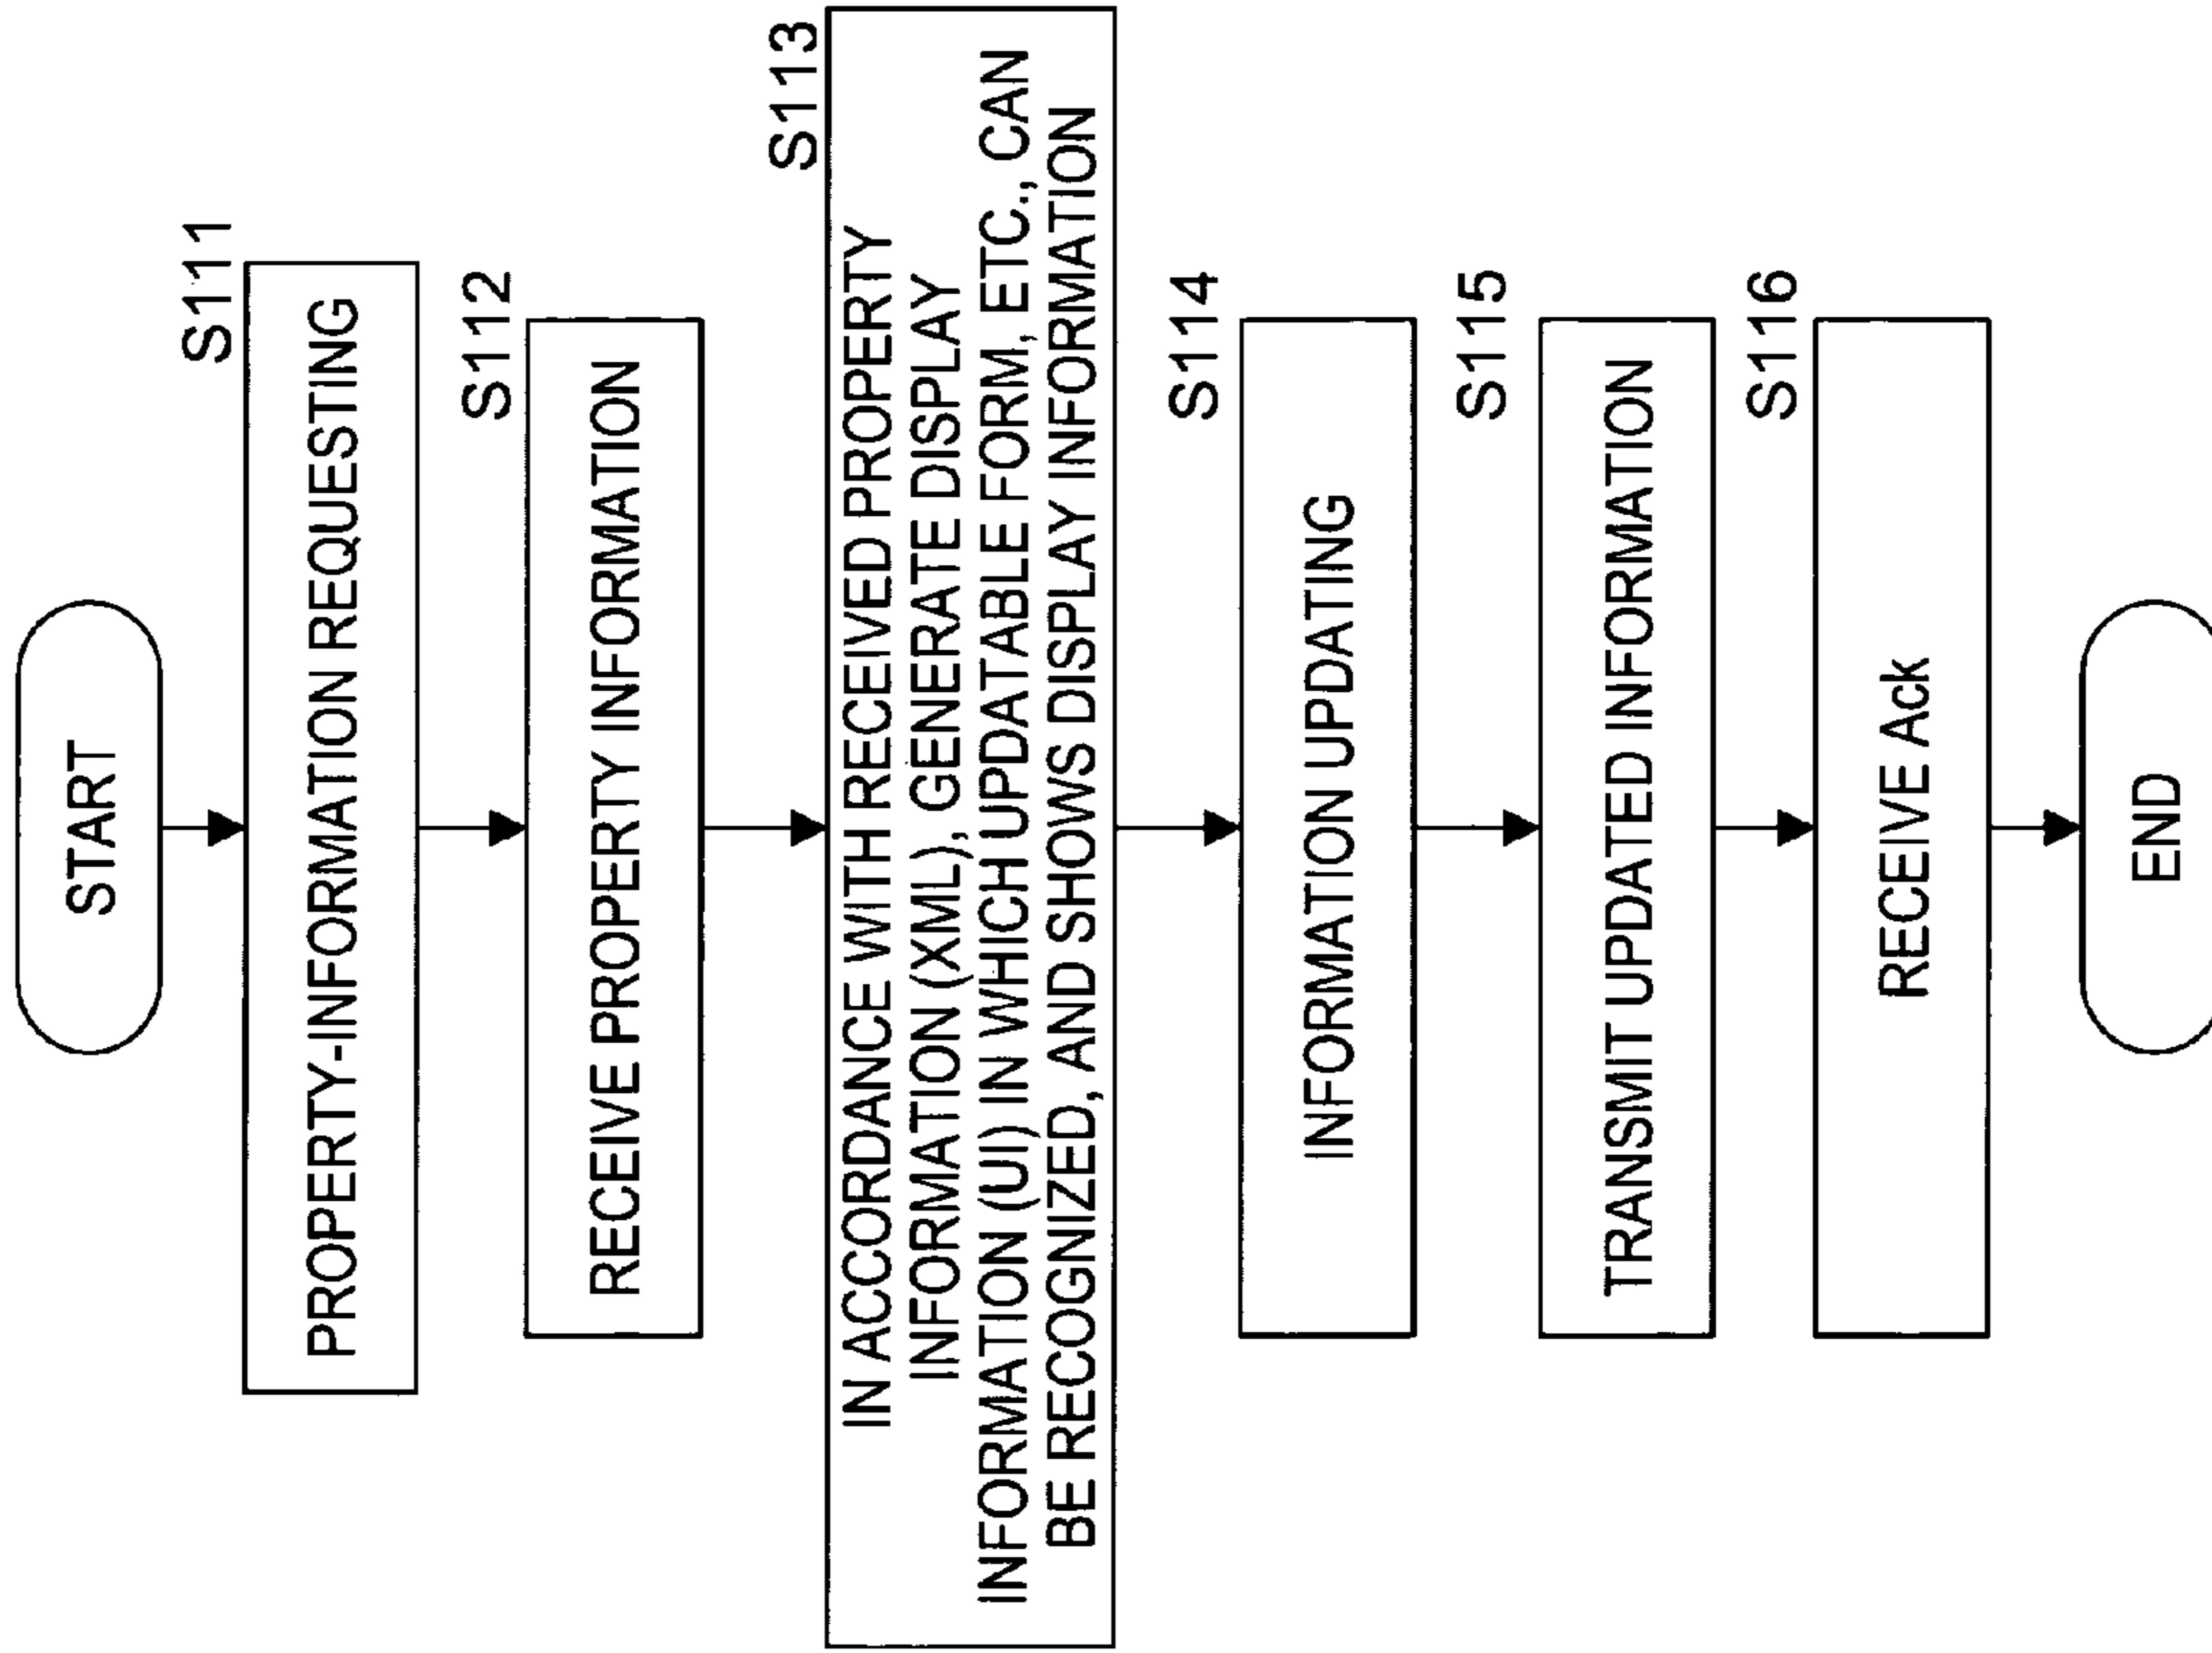 START
S111
PROPERTY-INFORMATION REQUESTING
S112
RECEIVE PROPERTY INFORMATION
S113
IN ACCORDANCE WITH RECEIVED PROPERTY
INFORMATION (XML), GENERATE DISPLAY
INFORMATION (UI) IN WHICH UPDATABLE FORM, ETC., CAN
BE RECOGNIZED, AND SHOWS DISPLAY INFORMATION
S114
INFORMATION UPDATING
S115
TRANSMIT UPDATED INFORMATION
S116
RECEIVE Ack
END